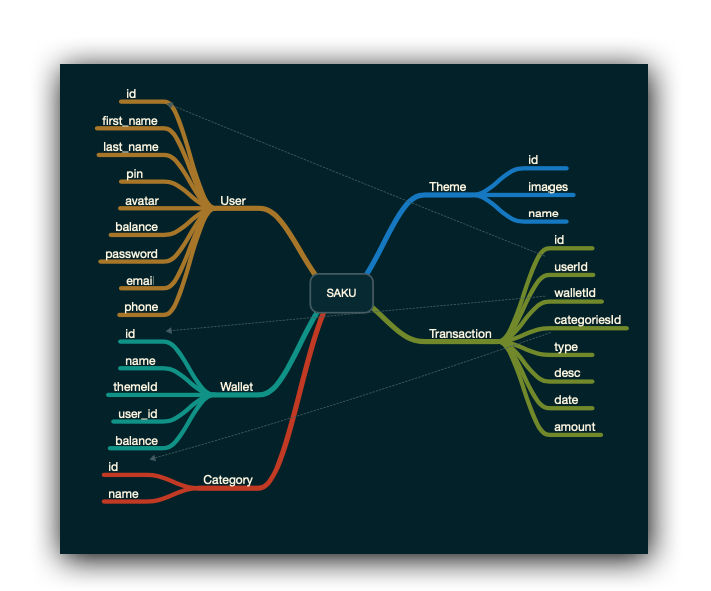 id
first_name
last_name
pin
avatar
balance
password
email
phone
User
id
name
themeId
user_id
balance
Wallet
id
name
Category
SAKU
Theme
id
images
name
Transaction
id
userId
walletId
categoriesId
type
desc
date
amount